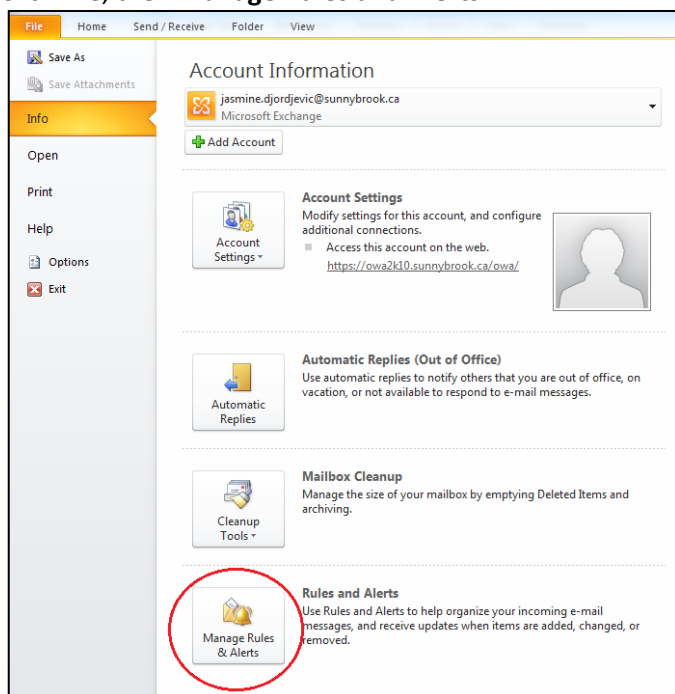 File Home Send / Receive Folder View
Save As
Save Attachments
Info
Open
Print
Help
Options
Exit
Account Information
jasmine.djordjevic@sunnybrook.ca
Microsoft Exchange
Add Account
Account
Settings
Account Settings
Modify settings for this account, and configure
additional connections.
Access this account on the web.
https://owa2k10.sunnybrook.ca/owa/
Automatic
Replies
Automatic Replies (Out of Office)
Use automatic replies to notify others that you are out of office, on
vacation, or not available to respond to e-mail messages.
Cleanup
Tools
Mailbox Cleanup
Manage the size of your mailbox by emptying Deleted Items and
archiving.
Manage Rules
& Alerts
Rules and Alerts
Use Rules and Alerts to help organize your incoming e-mail
messages, and receive updates when items are added, changed, or
removed.